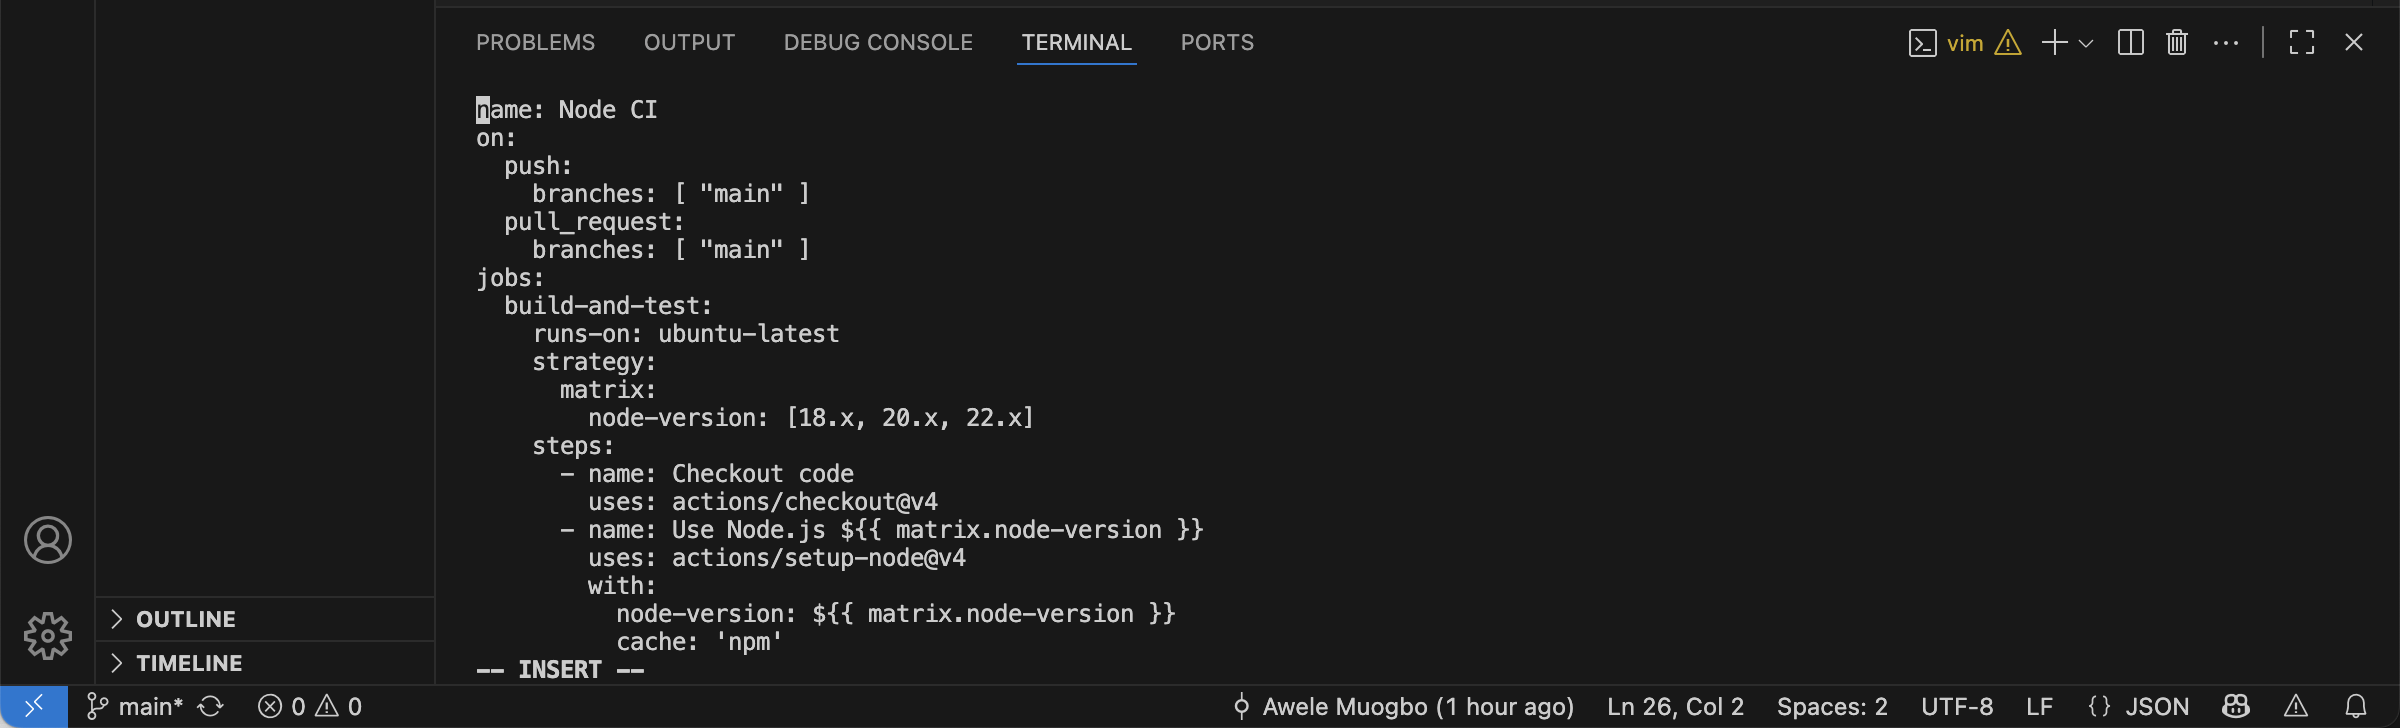 PROBLEMS OUTPUT DEBUG CONSOLE TERMINAL PORTS vim
name: Node CI
on:
  push:
    branches: [ "main" ]
  pull_request:
    branches: [ "main" ]
jobs:
  build-and-test:
    runs-on: ubuntu-latest
    strategy:
      matrix:
        node-version: [18.x, 20.x, 22.x]
    steps:
      - name: Checkout code
        uses: actions/checkout@v4
      - name: Use Node.js ${{ matrix.node-version }}
        uses: actions/setup-node@v4
        with:
          node-version: ${{ matrix.node-version }}
          cache: 'npm'
-- INSERT --
OUTLINE
TIMELINE
main* 0 0 Awele Muogbo (1 hour ago) Ln 26, Col 2 Spaces: 2 UTF-8 LF {} JSON